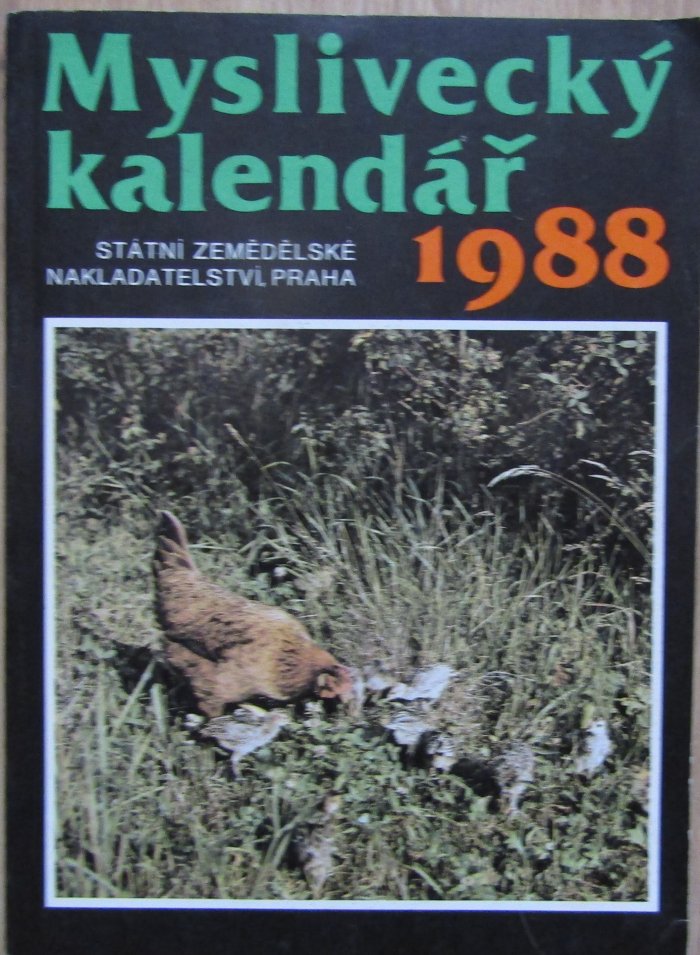 Myslivecký
kalendář
1988
STÁTNÍ ZEMĚDĚLSKÉ
NAKLADATELSTVÍ, PRAHA